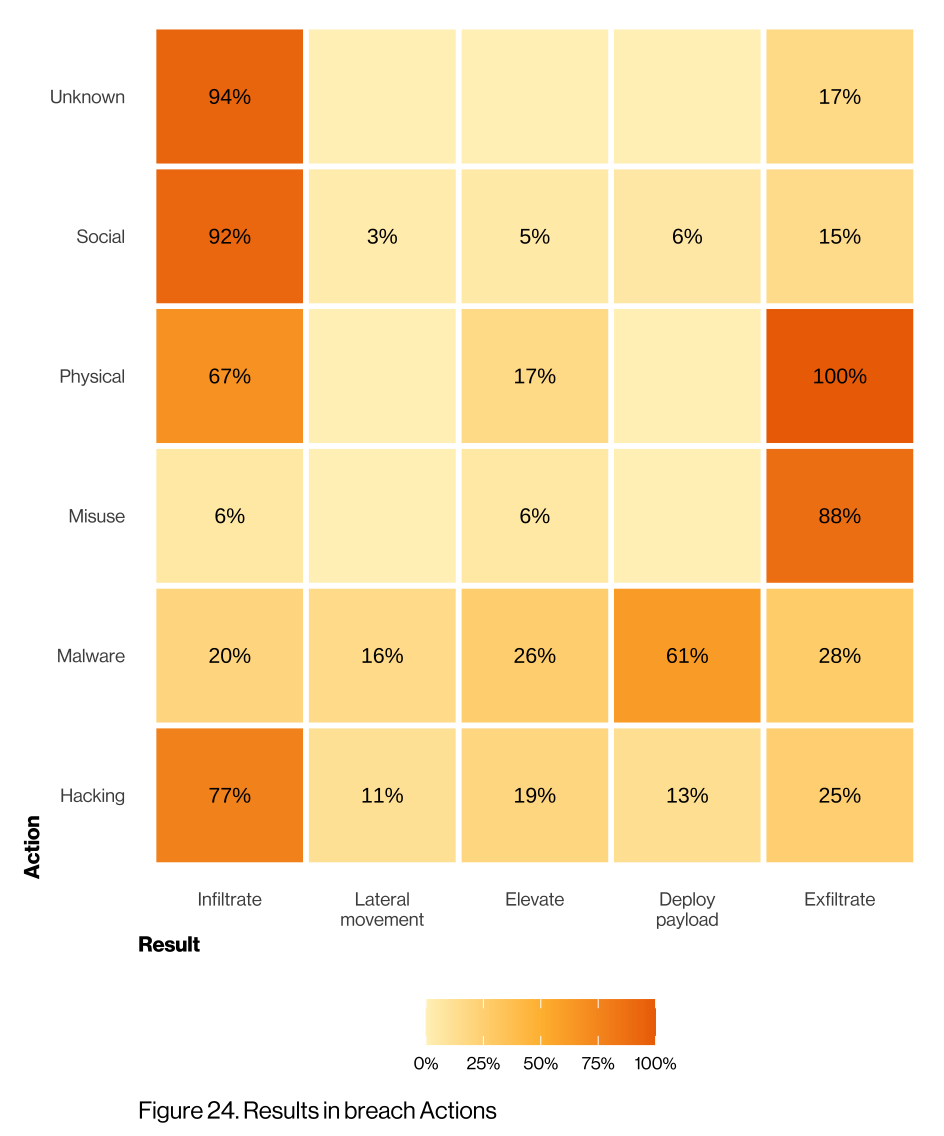 Unknown 94% 17%
Social 92% 3% 5% 6% 15%
Physical 67% 17% 100%
Misuse 6% 6% 88%
Malware 20% 16% 26% 61% 28%
Hacking 77% 11% 19% 13% 25%
Action
Infiltrate Lateral Elevate Deploy Exfiltrate
movement payload
Result
0% 25% 50% 75% 100%
Figure 24. Results in breach Actions